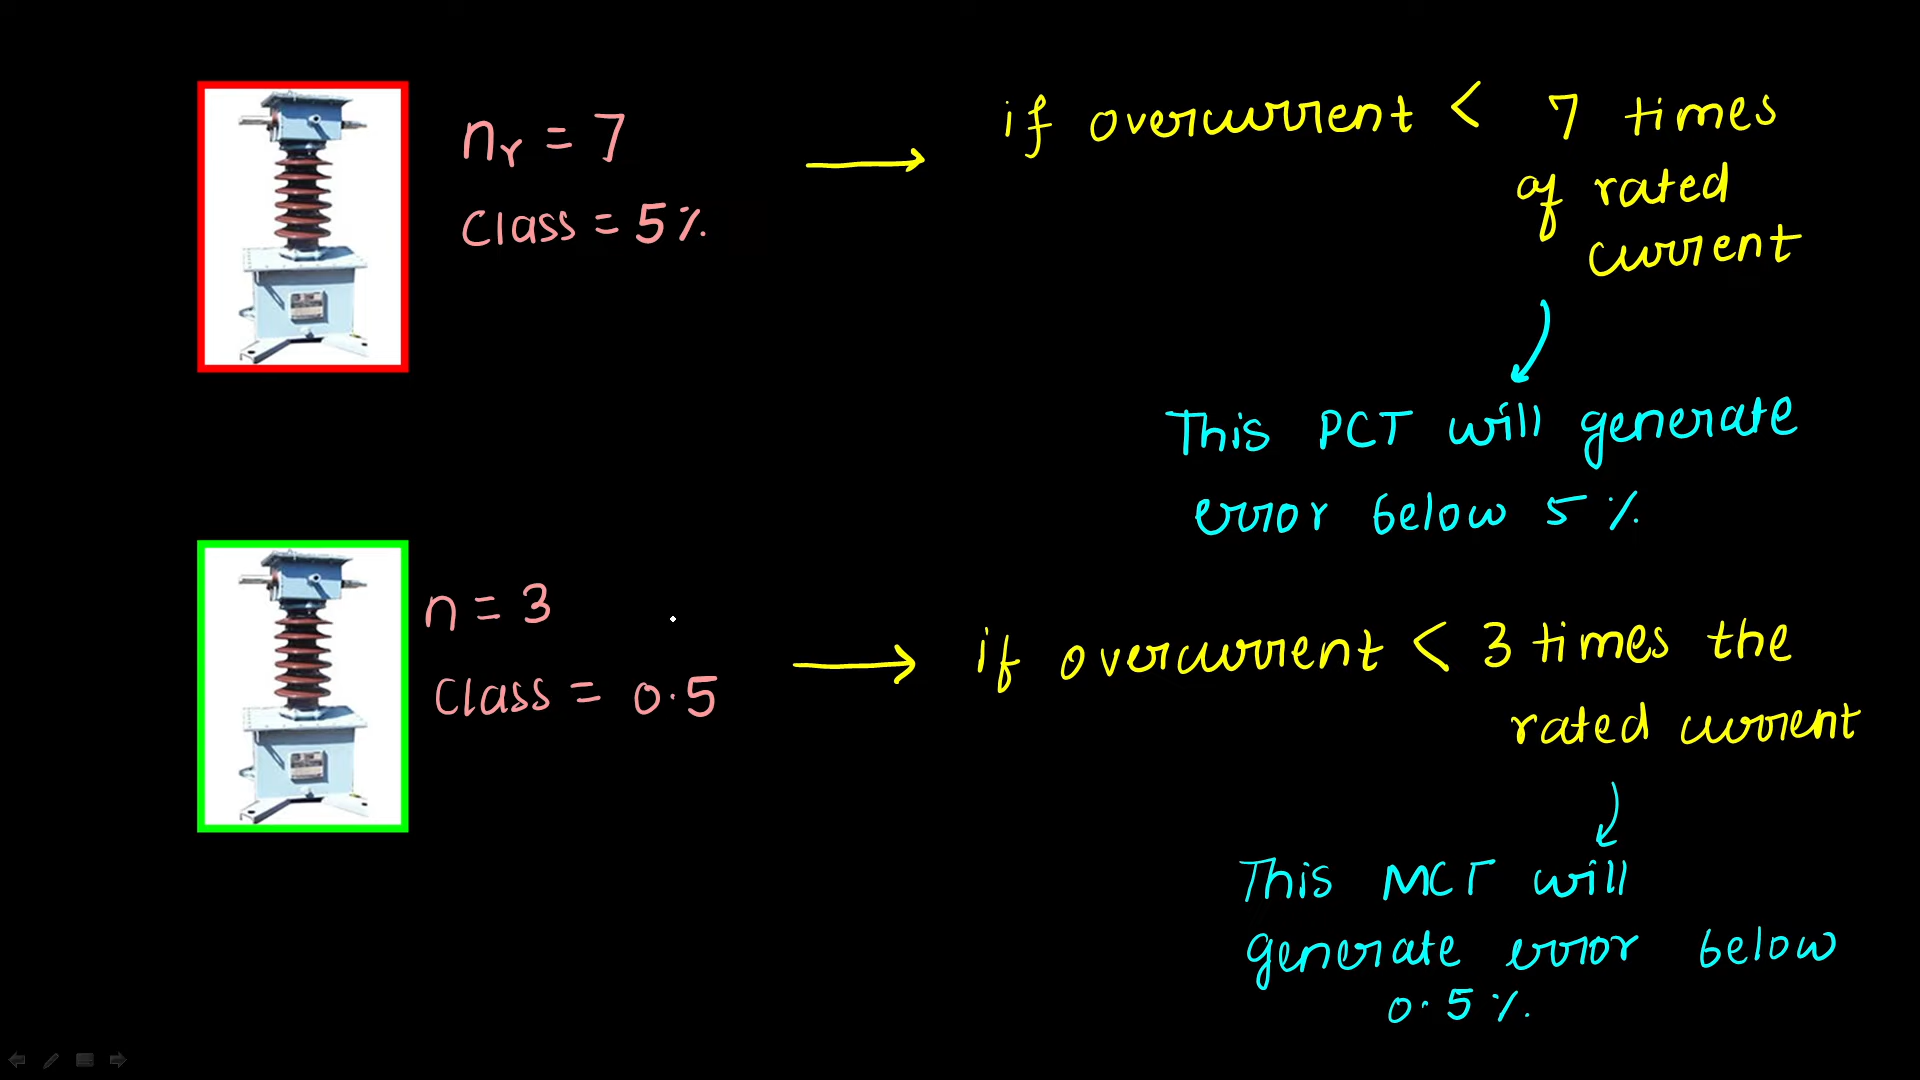 nr = 7
Class = 5%
if overcurrent < 7 times
of rated
current
This PCT will generate
error below 5 %
n = 3
Class = 0.5
if overcurrent < 3 times the
rated current
This MCT will
generate error below
0.5 %